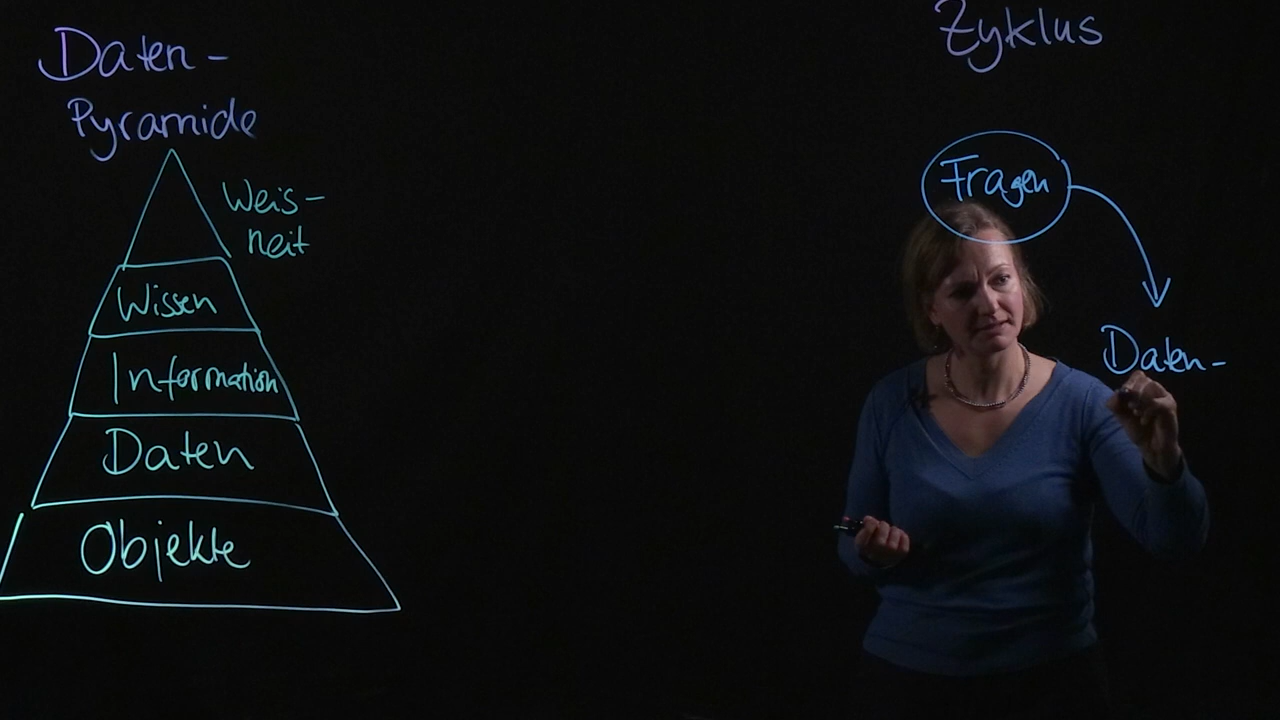 Daten-
Pyramide
Weis-
heit
Wissen
Information
Daten
Objekte
Zyklus
Fragen
Daten-